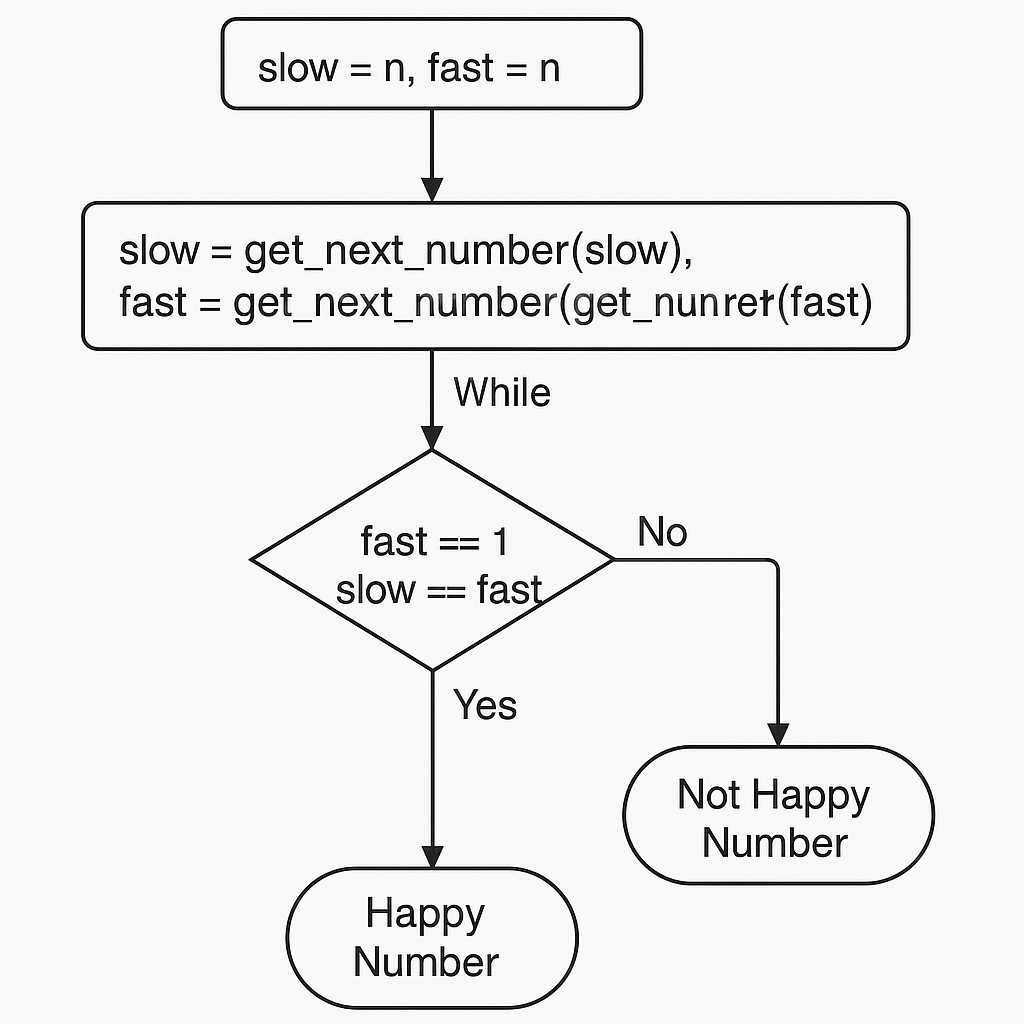 slow = n, fast = n
slow = get_next_number(slow),
fast = get_next_number(get_nunreɫ(fast)
While
fast == 1
slow == fast
No
Yes
Not Happy
Number
Happy
Number